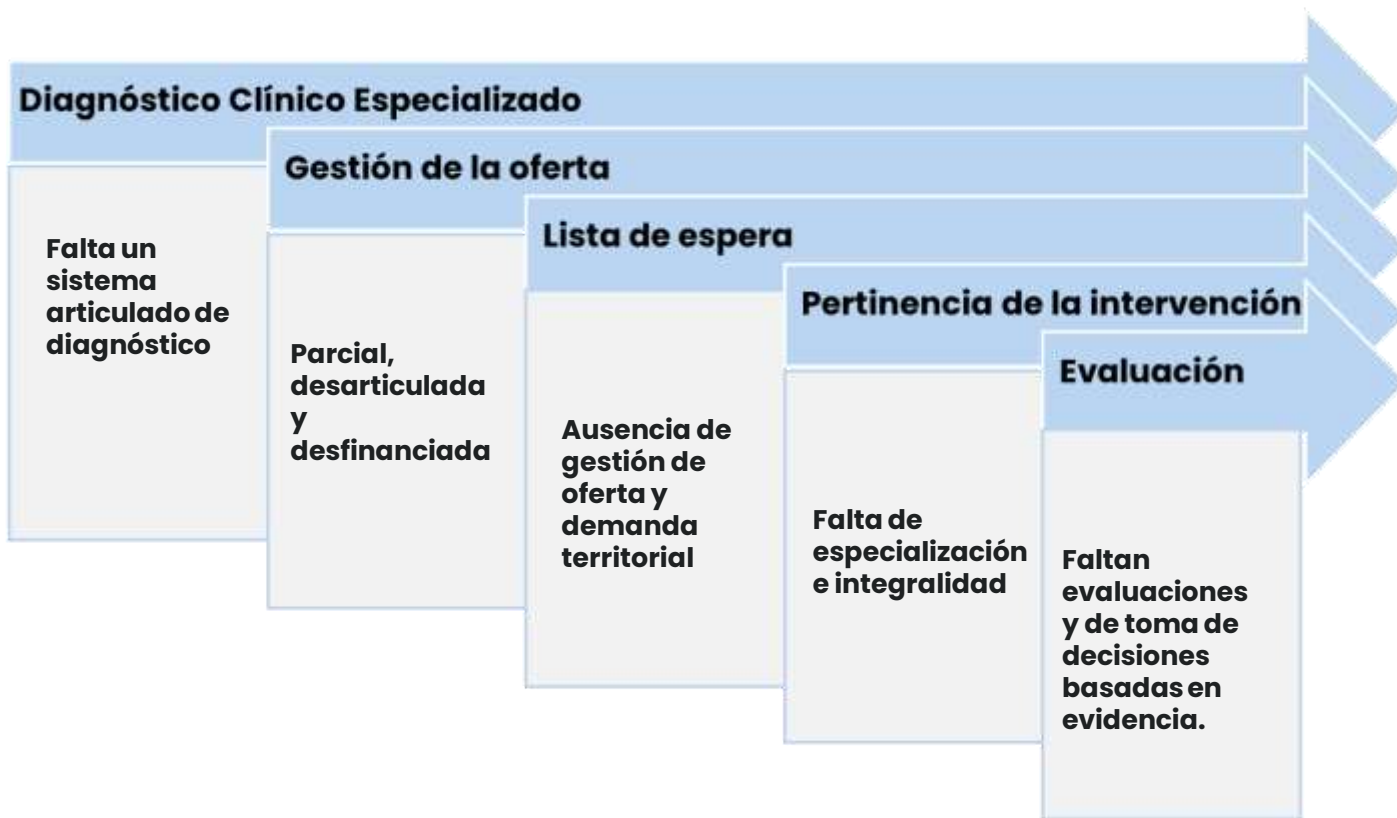 Diagnóstico Clínico Especializado
Falta un
sistema
articulado de
diagnóstico
Gestión de la oferta
Parcial,
desarticulada
y
desfinanciada
Lista de espera
Ausencia de
gestión de
oferta y
demanda
territorial
Pertinencia de la intervención
Falta de
especialización
e integralidad
Evaluación
Faltan
evaluaciones
y de toma de
decisiones
basadas en
evidencia.